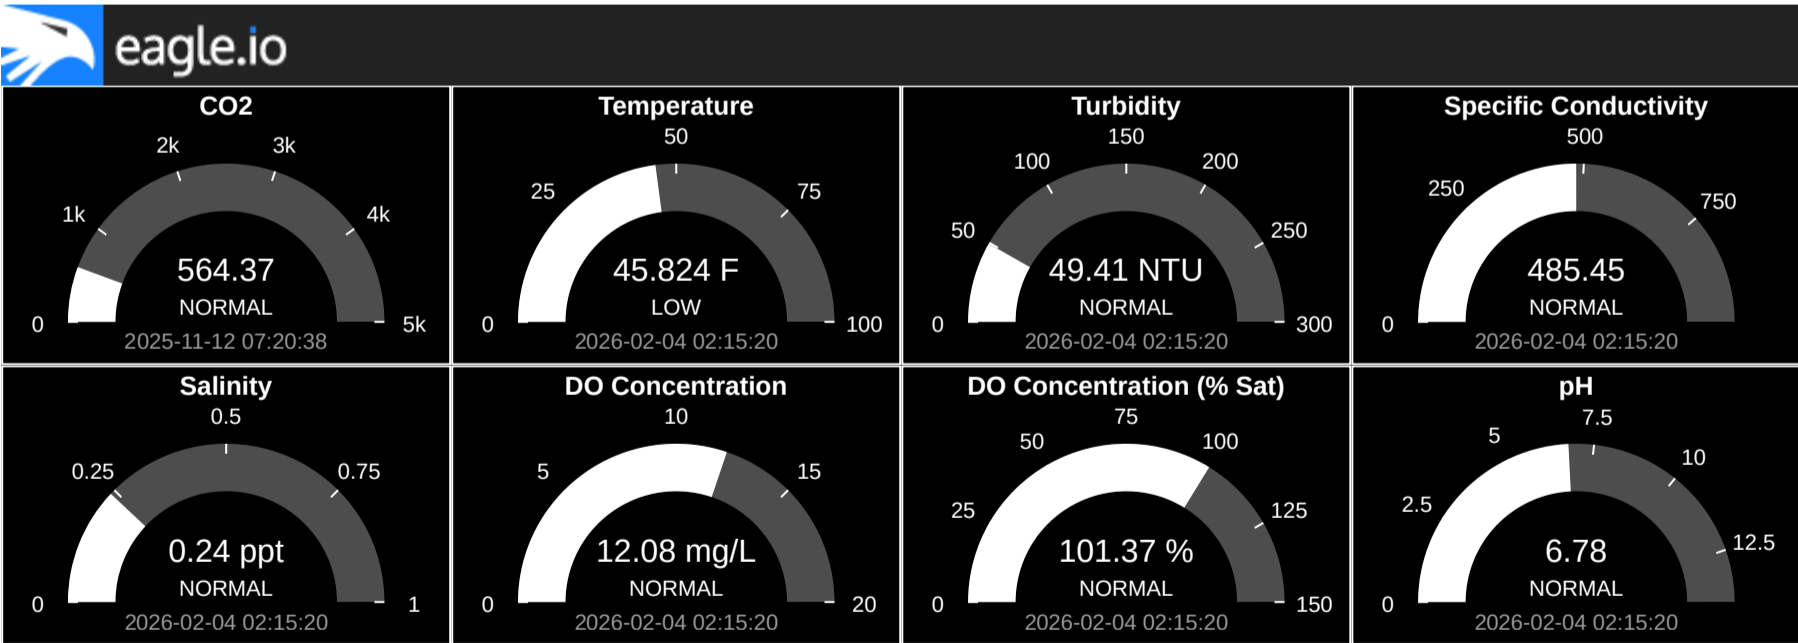 eagle.io
CO2
2k
3k
1k
4k
564.37
NORMAL
0
5k
2025-11-12 07:20:38
Temperature
50
25
75
45.824 F
LOW
0
100
2026-02-04 02:15:20
Turbidity
150
100
200
50
250
49.41 NTU
NORMAL
0
300
2026-02-04 02:15:20
Specific Conductivity
500
250
750
485.45
NORMAL
0
2026-02-04 02:15:20
Salinity
0.5
0.25
0.75
0.24 ppt
NORMAL
0
1
2026-02-04 02:15:20
DO Concentration
10
5
15
12.08 mg/L
NORMAL
0
20
2026-02-04 02:15:20
DO Concentration (% Sat)
75
50
100
25
125
101.37 %
NORMAL
0
150
2026-02-04 02:15:20
pH
7.5
5
10
2.5
12.5
6.78
NORMAL
0
2026-02-04 02:15:20